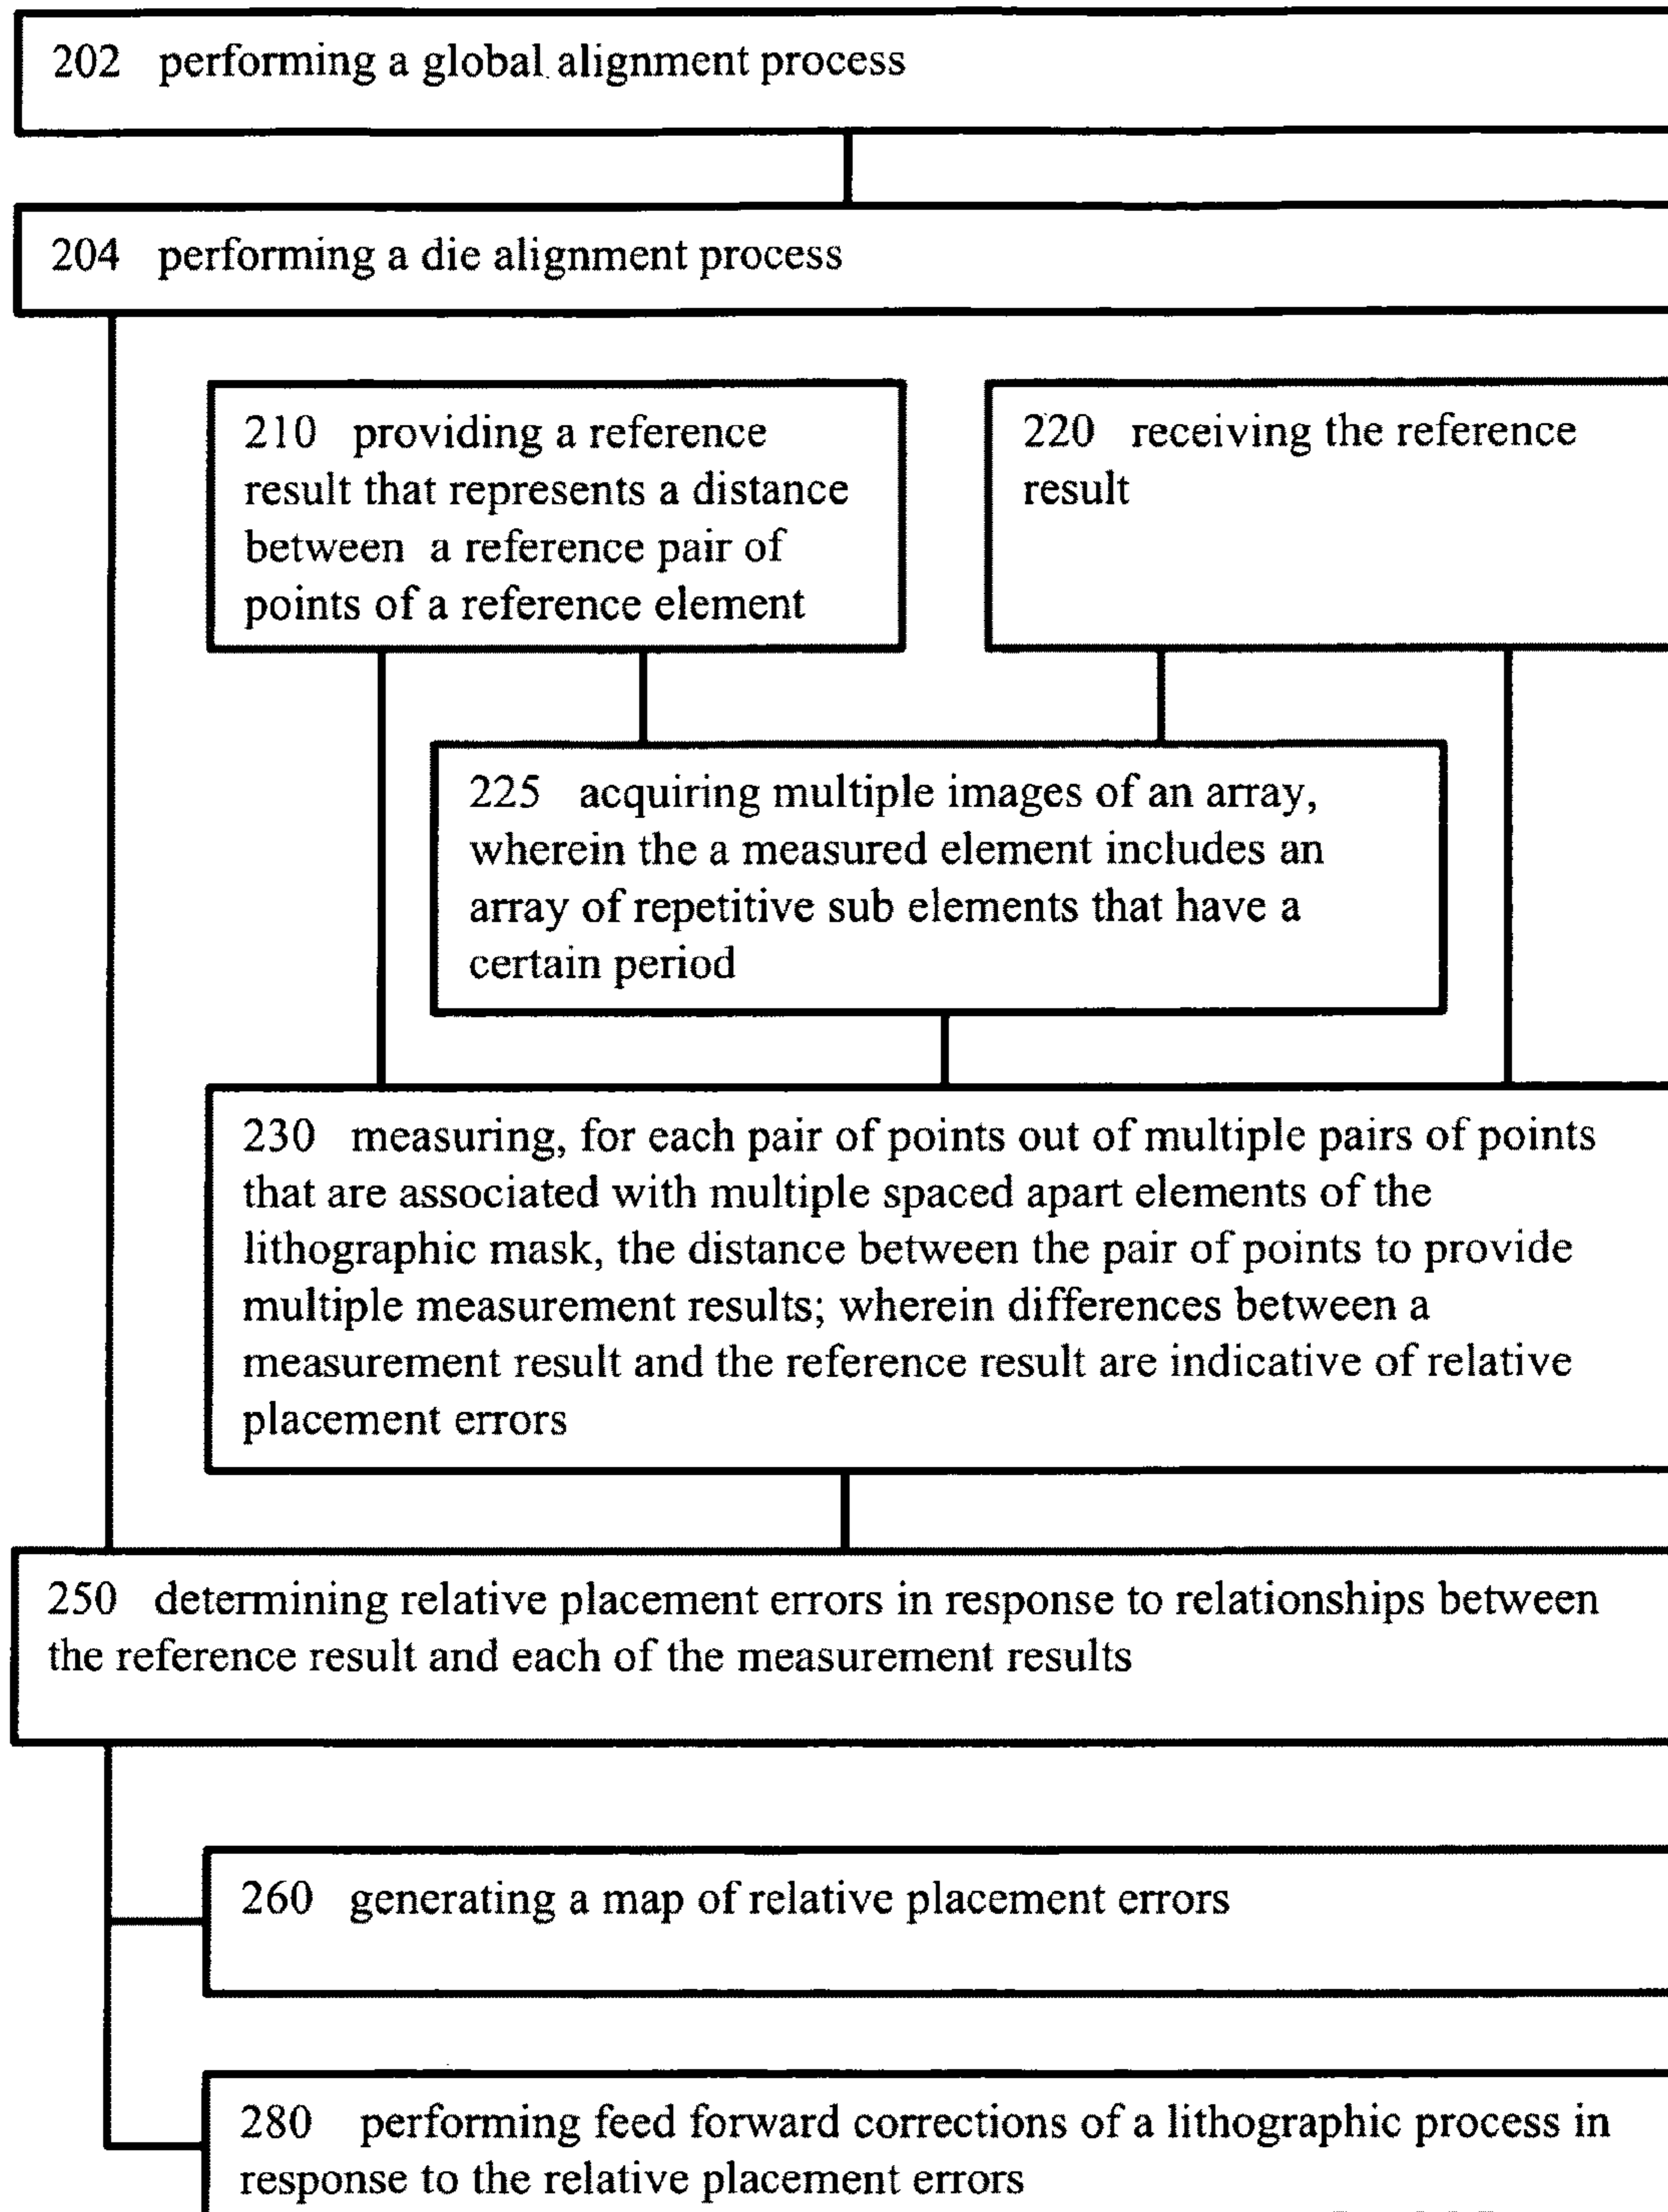 202 performing a global alignment process
204 performing a die alignment process
210 providing a reference
result that represents a distance
between a reference pair of
points of a reference element
220 receiving the reference
result
225 acquiring multiple images of an array,
wherein the a measured element includes an
array of repetitive sub elements that have a
certain period
230 measuring, for each pair of points out of multiple pairs of points
that are associated with multiple spaced apart elements of the
lithographic mask, the distance between the pair of points to provide
multiple measurement results; wherein differences between a
measurement result and the reference result are indicative of relative
placement errors
250 determining relative placement errors in response to relationships between
the reference result and each of the measurement results
260 generating a map of relative placement errors
280 performing feed forward corrections of a lithographic process in
response to the relative placement errors